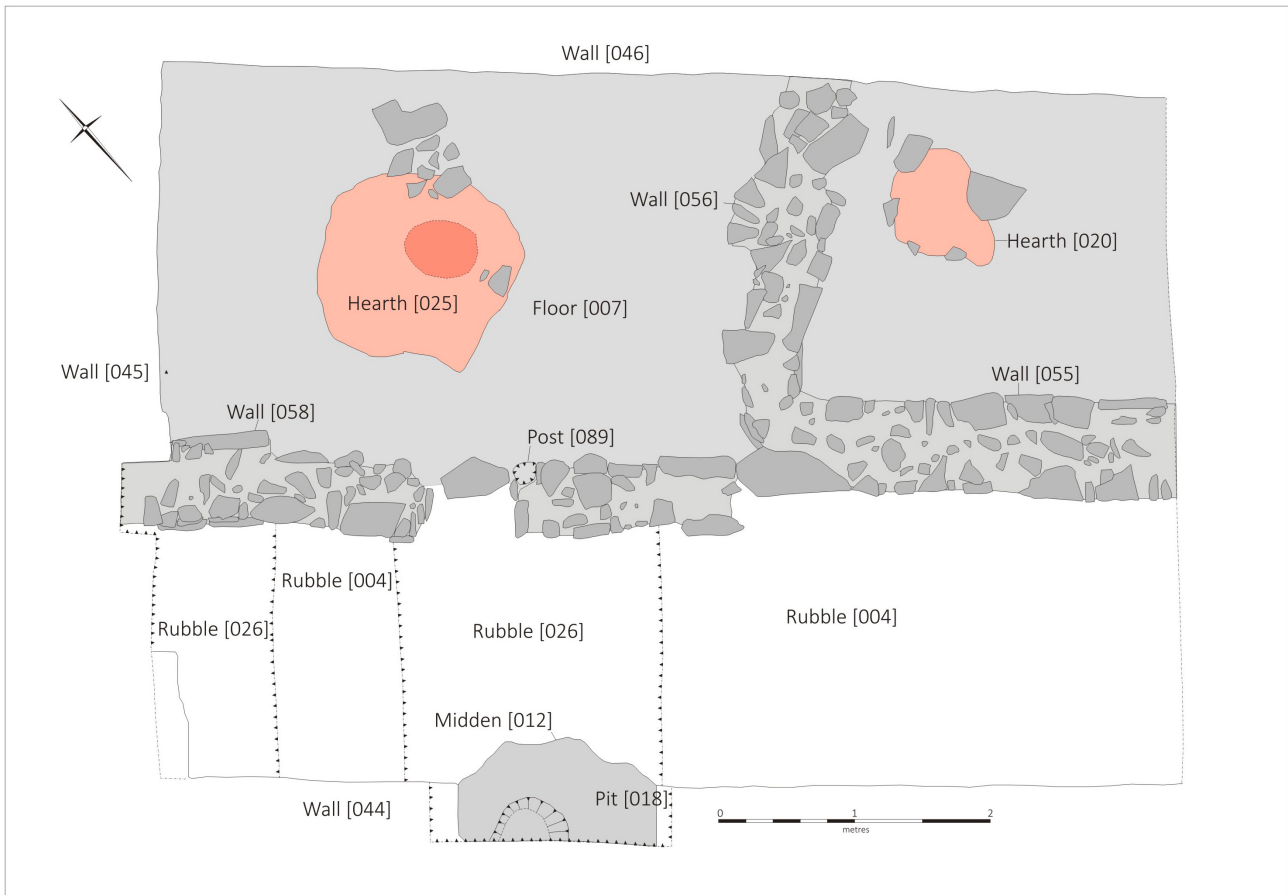 Wall [046]
Wall [056]
Hearth [020]
Hearth [025]
Floor [007]
Wall [045]
Wall [055]
Wall [058]
Post [089]
Rubble [004]
Rubble [026]
Rubble [026]
Rubble [004]
Midden [012]
Wall [044]
Pit [018]
0 1 2
metres